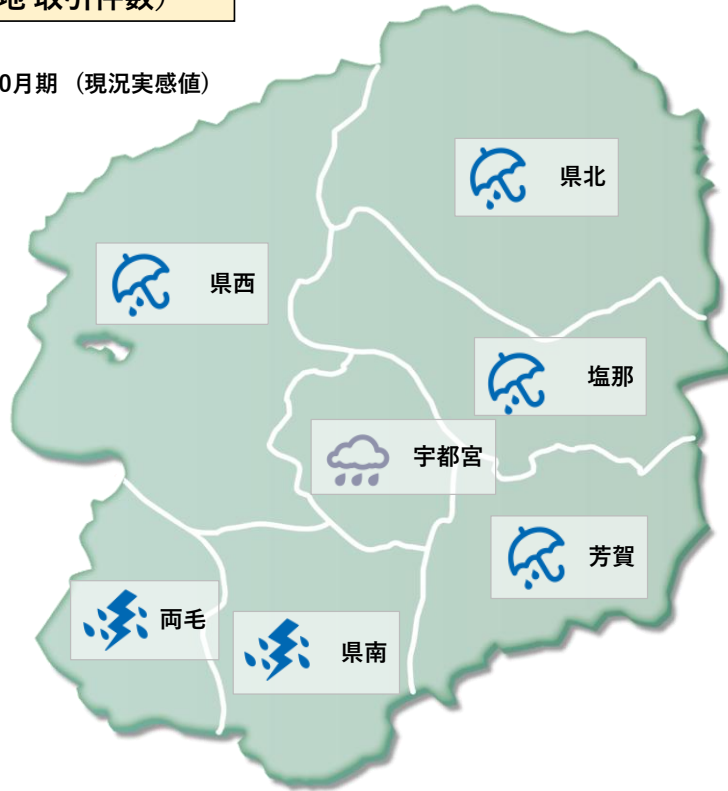 地 取引件数）
0月期 （現況実感値）
県北
県西
塩那
宇都宮
芳賀
両毛
県南